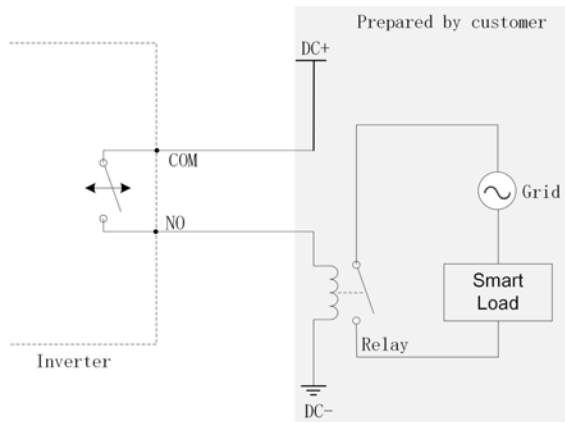 Prepared by customer
DC+
COM
Grid
NO
Smart
Load
Relay
Inverter
DC-